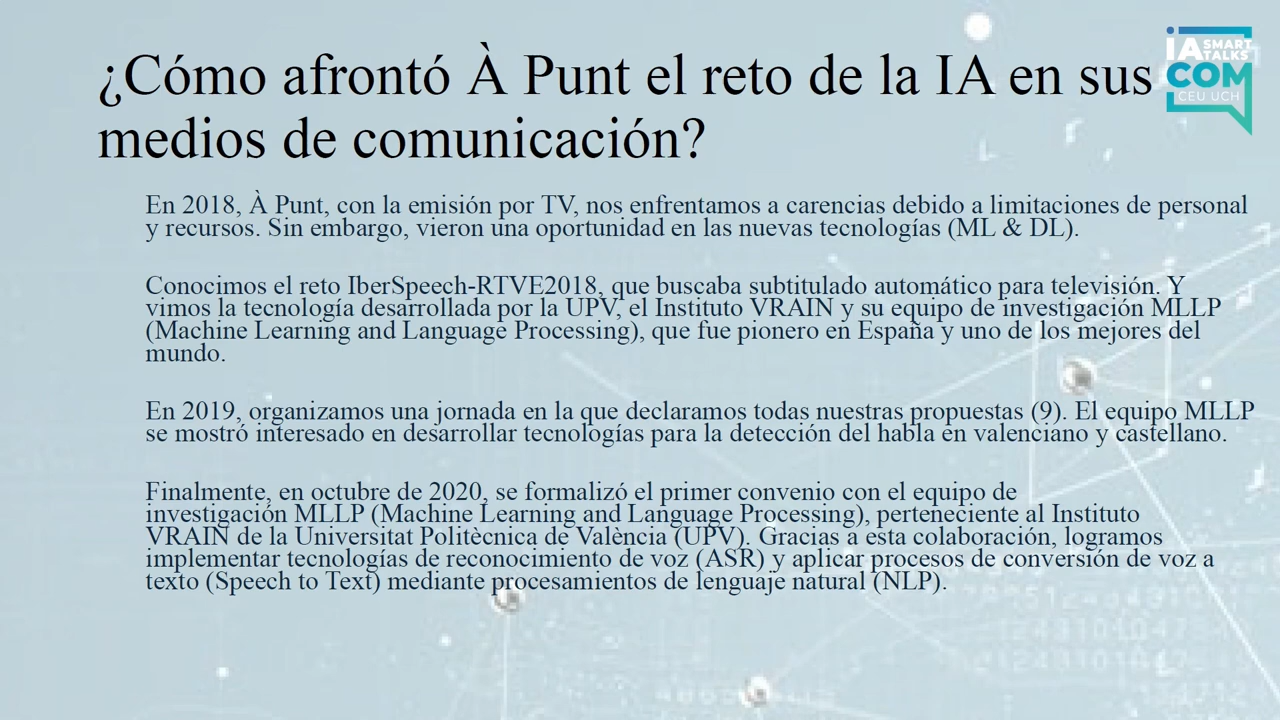 ¿Cómo afrontó À Punt el reto de la IA en sus
medios de comunicación?
iA SMART TALKS
COM
CEU UCH
En 2018, À Punt, con la emisión por TV, nos enfrentamos a carencias debido a limitaciones de personal
y recursos. Sin embargo, vieron una oportunidad en las nuevas tecnologías (ML & DL).
Conocimos el reto IberSpeech-RTVE2018, que buscaba subtitulado automático para televisión. Y
vimos la tecnología desarrollada por la UPV, el Instituto VRAIN y su equipo de investigación MLLP
(Machine Learning and Language Processing), que fue pionero en España y uno de los mejores del
mundo.
En 2019, organizamos una jornada en la que declaramos todas nuestras propuestas (9). El equipo MLLP
se mostró interesado en desarrollar tecnologías para la detección del habla en valenciano y castellano.
Finalmente, en octubre de 2020, se formalizó el primer convenio con el equipo de
investigación MLLP (Machine Learning and Language Processing), perteneciente al Instituto
VRAIN de la Universitat Politècnica de València (UPV). Gracias a esta colaboración, logramos
implementar tecnologías de reconocimiento de voz (ASR) y aplicar procesos de conversión de voz a
texto (Speech to Text) mediante procesamientos de lenguaje natural (NLP).